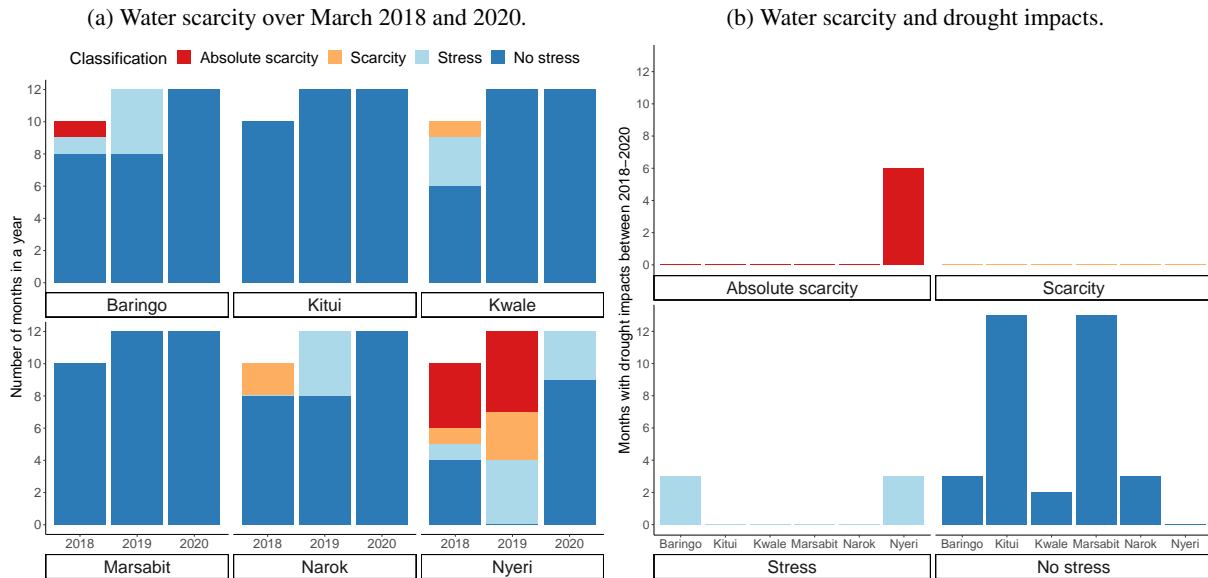 (a) Water scarcity over March 2018 and 2020.
Classification Absolute scarcity Scarcity Stress No stress
Number of months in a year
12
10
8
6
4
2
0
Baringo Kitui Kwale
12
10
8
6
4
2
0
2018 2019 2020 2018 2019 2020 2018 2019 2020
Marsabit Narok Nyeri
(b) Water scarcity and drought impacts.
Months with drought impacts between 2018−2020
12
10
8
6
4
2
0
Absolute scarcity Scarcity
12
10
8
6
4
2
0
Baringo Kitui Kwale Marsabit Narok Nyeri Baringo Kitui Kwale Marsabit Narok Nyeri
Stress No stress